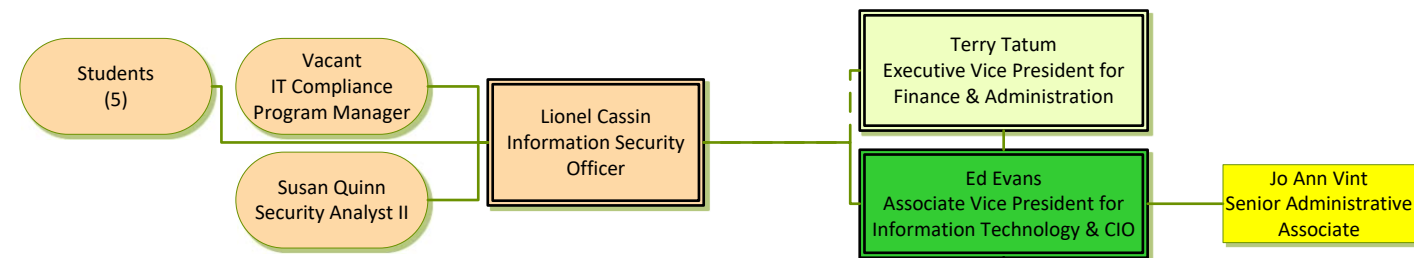 Students
(5)
Vacant
IT Compliance
Program Manager
Susan Quinn
Security Analyst II
Lionel Cassin
Information Security
Officer
Terry Tatum
Executive Vice President for
Finance & Administration
Ed Evans
Associate Vice President for
Information Technology & CIO
Jo Ann Vint
Senior Administrative
Associate